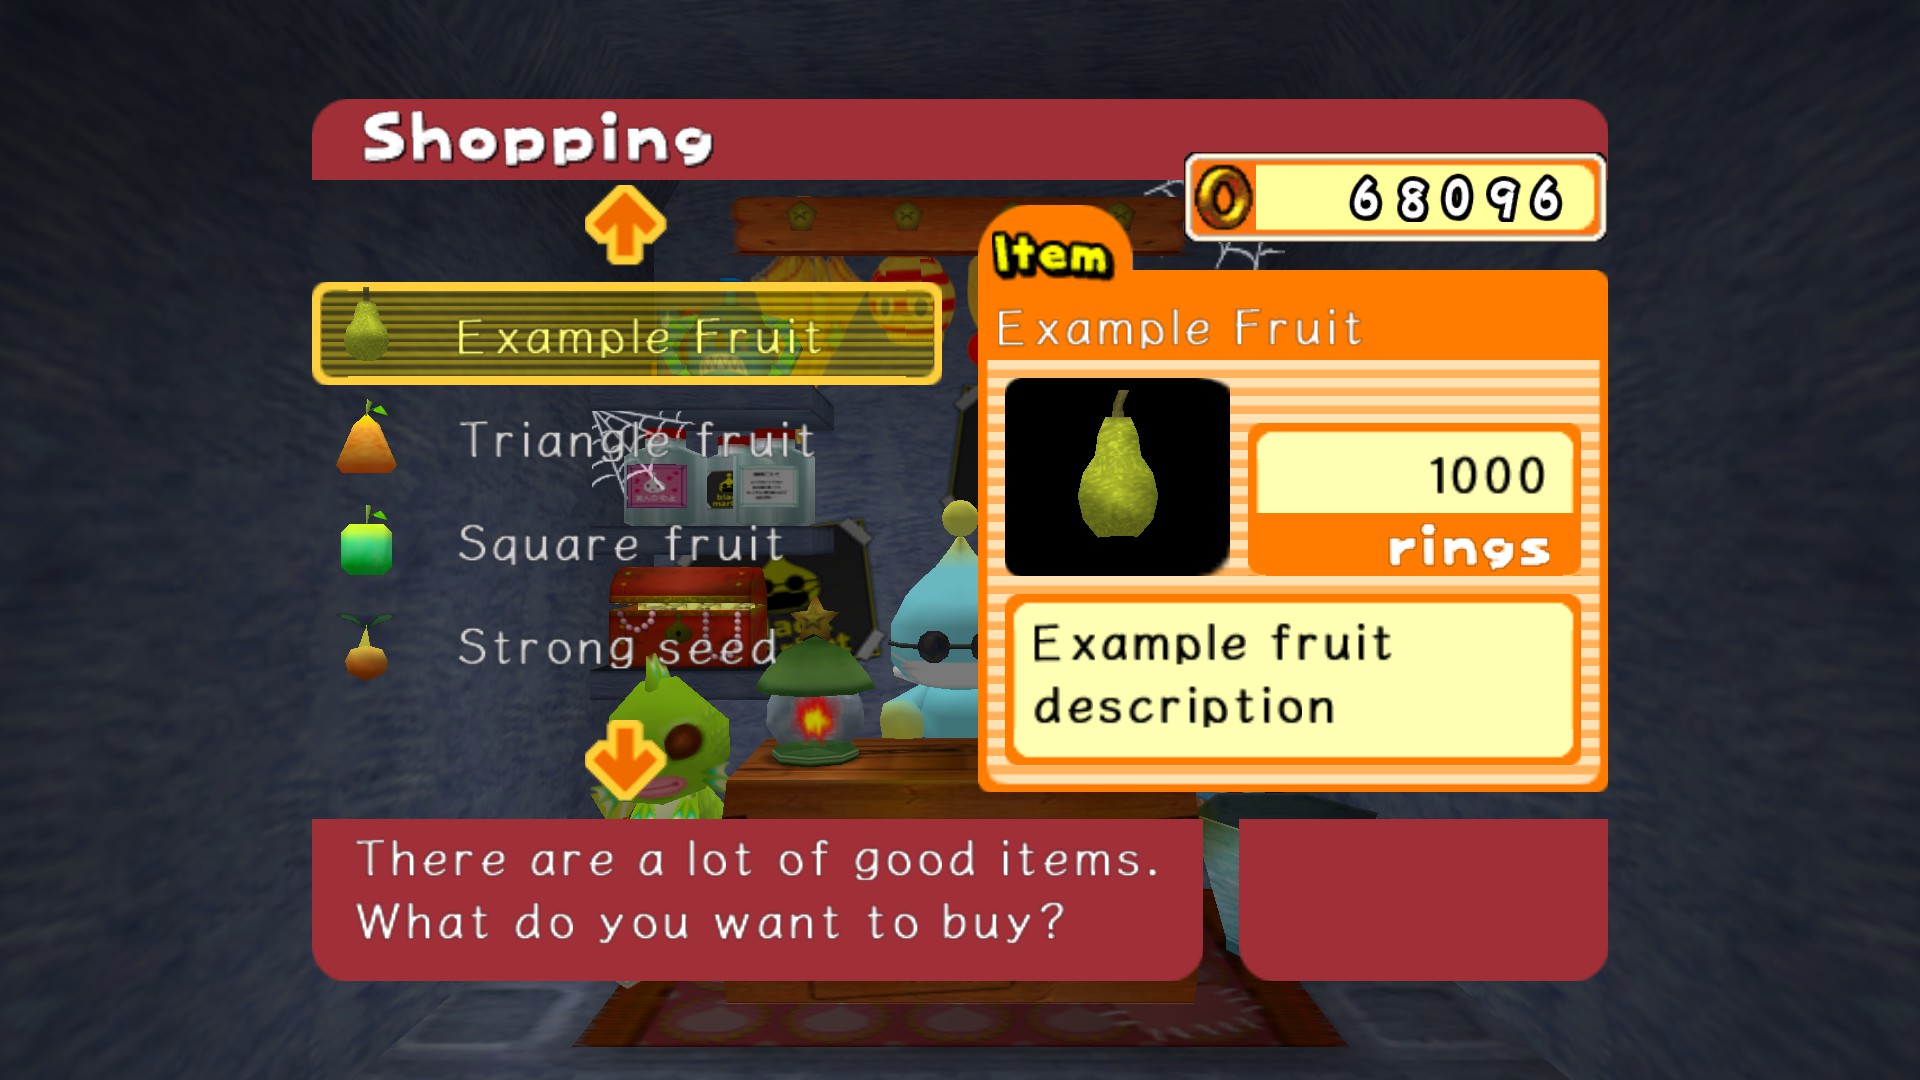 Shopping
68096
Item
Example Fruit
Example Fruit
Triangle fruit
Square fruit
Strong seed
1000
rings
Example fruit
description
There are a lot of good items.
What do you want to buy?